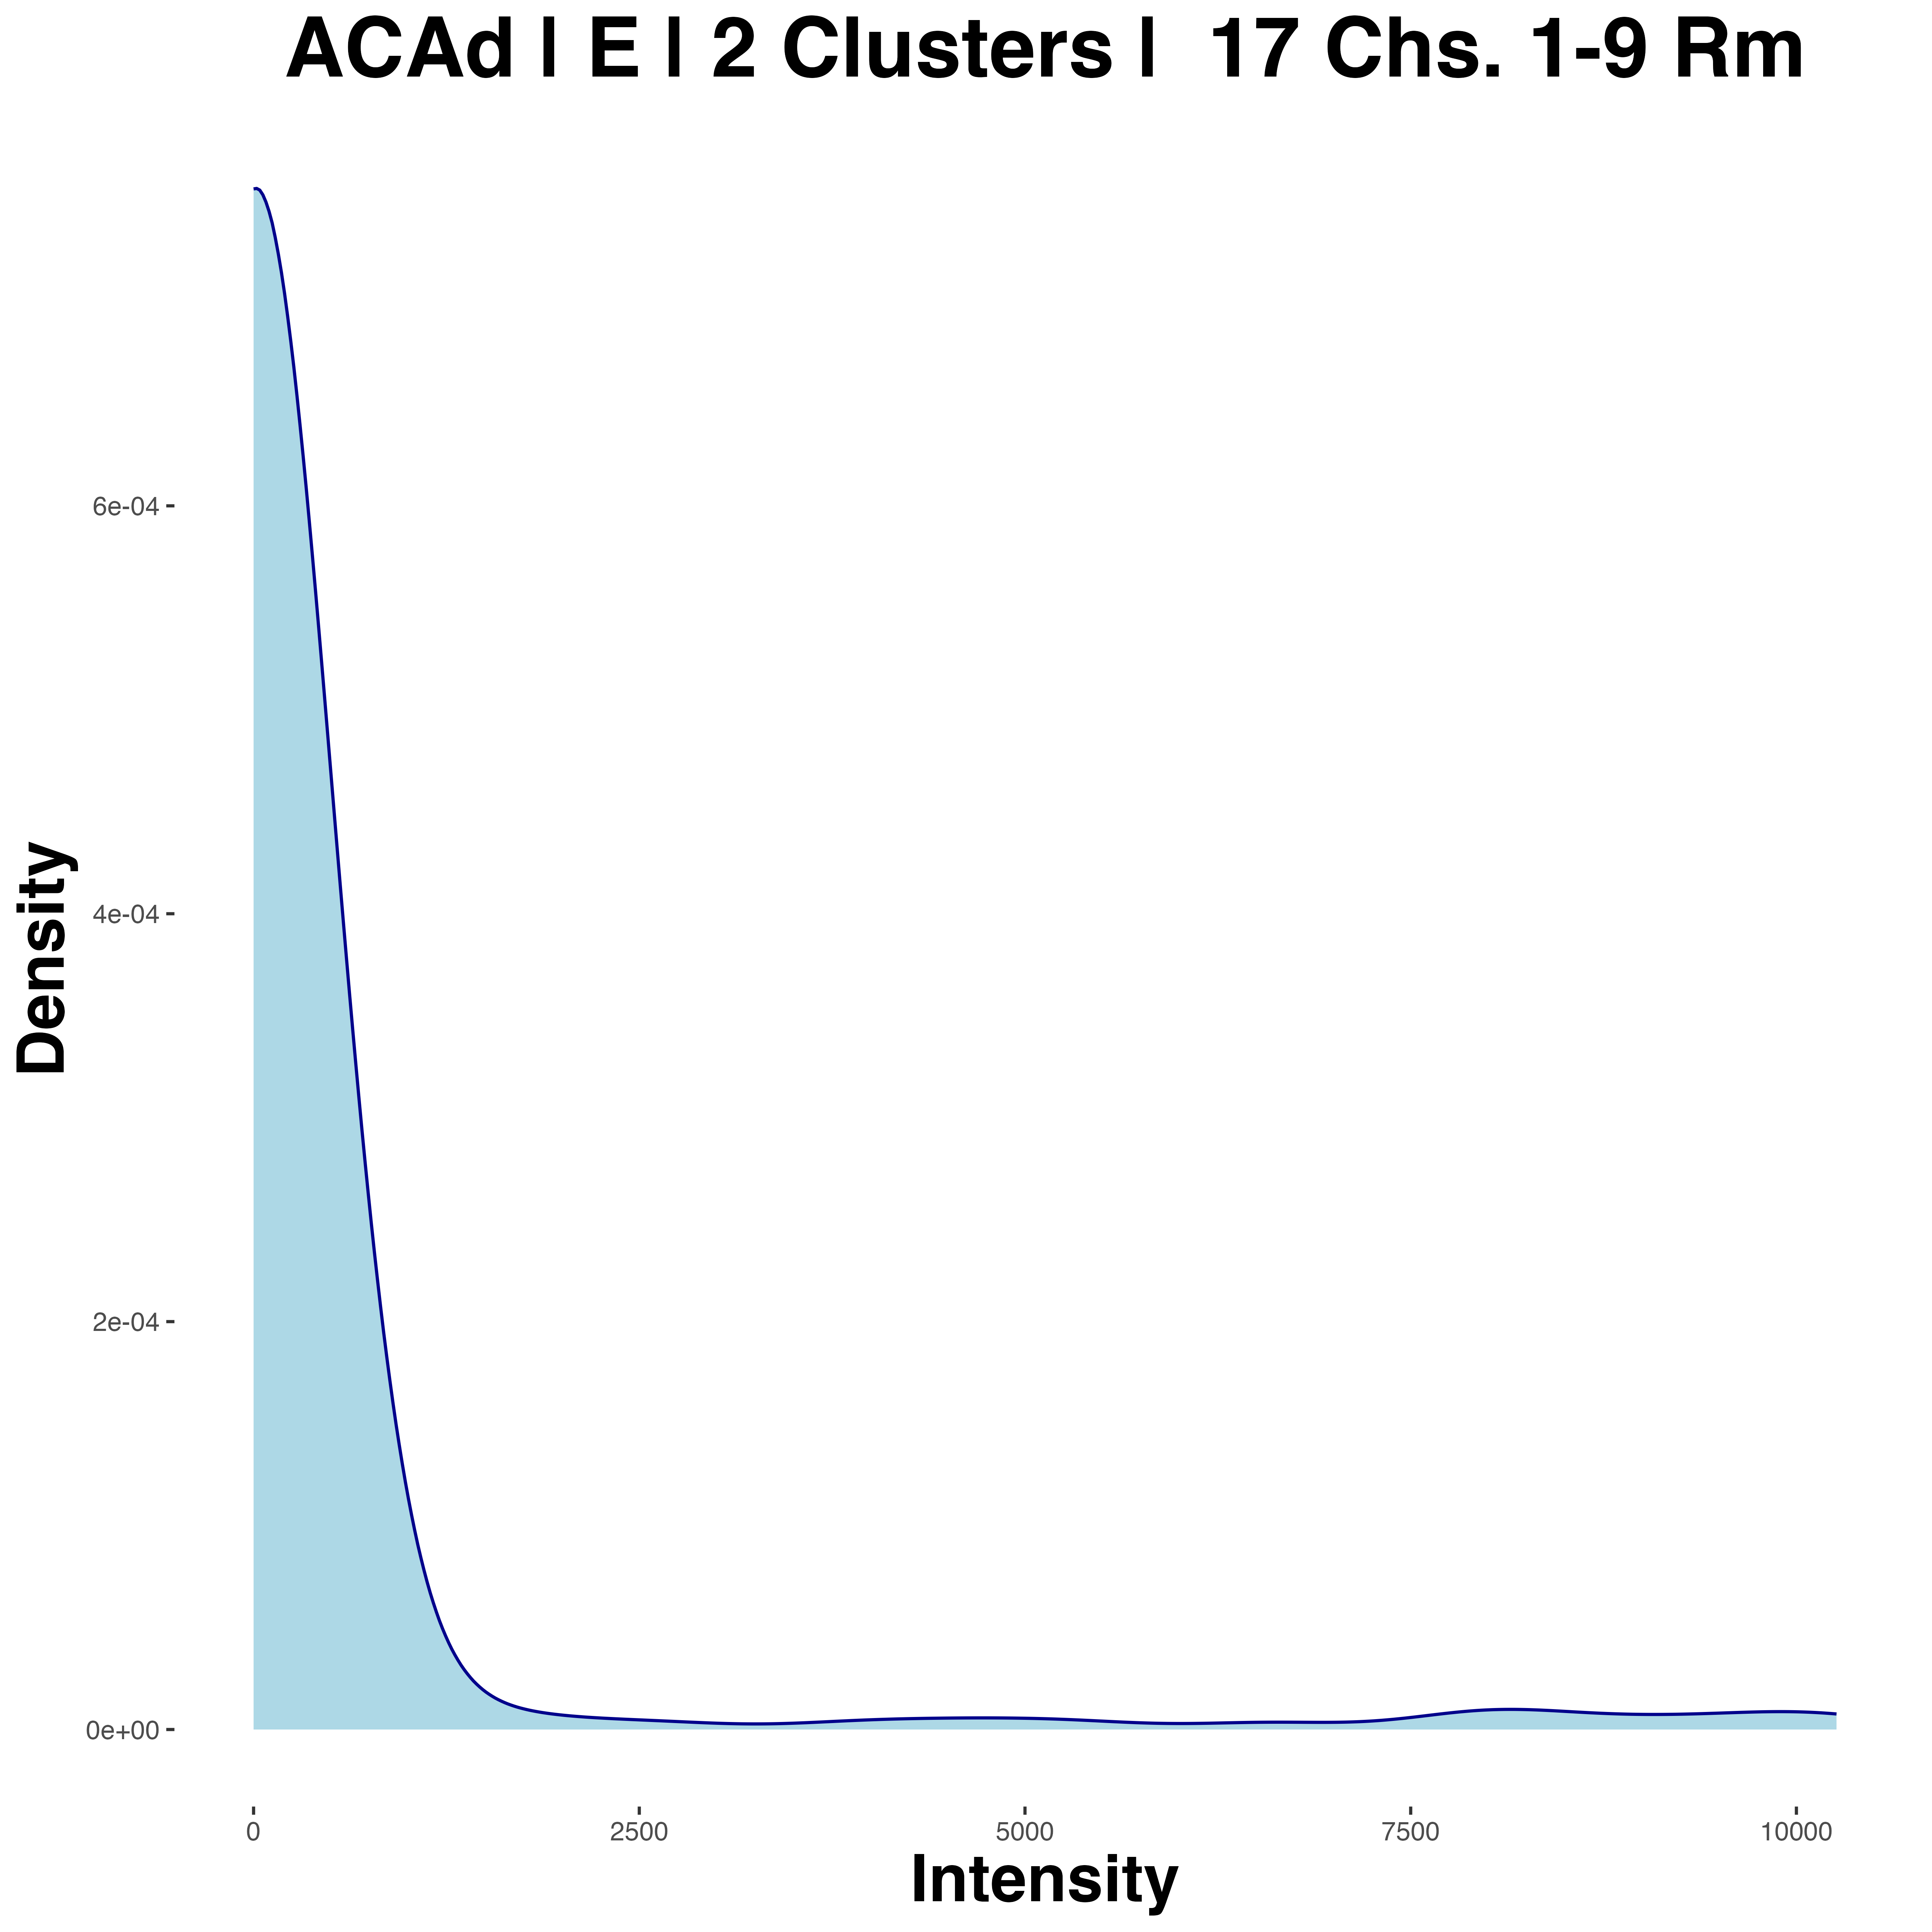 ACAd | E | 2 Clusters | 17 Chs. 1-9 Rm
Density
6e-04
4e-04
2e-04
0e+00
0 2500 5000 7500 10000
Intensity